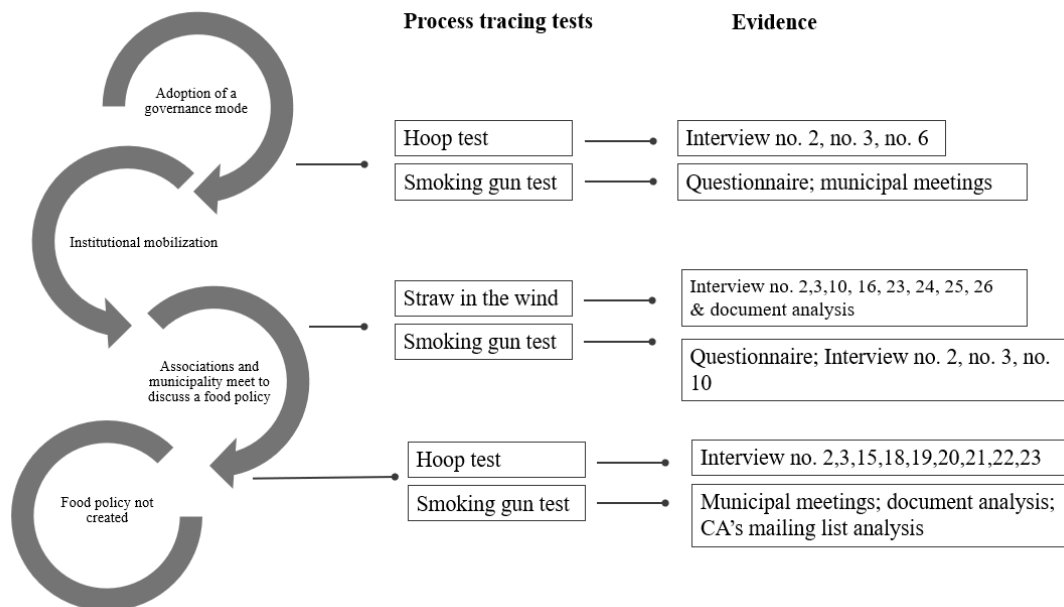 Process tracing tests
Evidence
Adoption of a
governance mode
Hoop test
Interview no. 2, no. 3, no. 6
Smoking gun test
Questionnaire; municipal meetings
Institutional mobilization
Straw in the wind
Interview no. 2,3,10, 16, 23, 24, 25, 26
& document analysis
Smoking gun test
Questionnaire; Interview no. 2, no. 3, no.
10
Associations and
municipality meet to
discuss a food policy
Hoop test
Interview no. 2,3,15,18,19,20,21,22,23
Smoking gun test
Municipal meetings; document analysis;
CA’s mailing list analysis
Food policy not
created